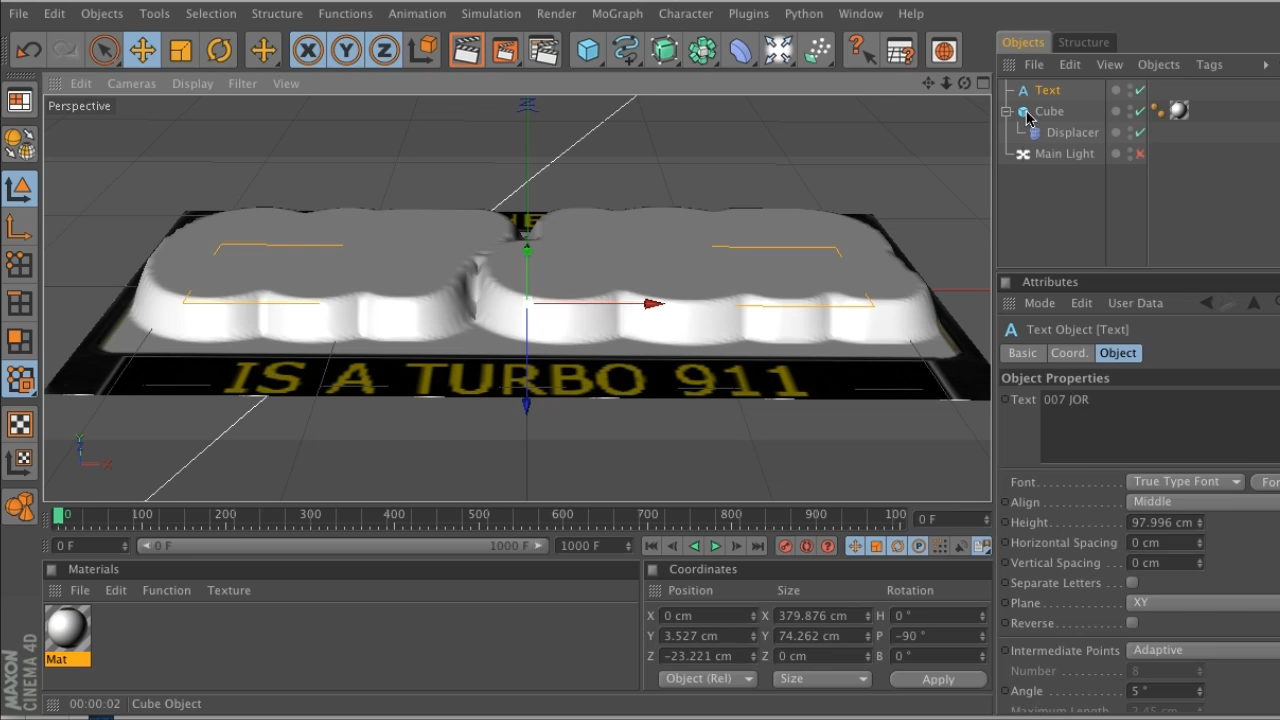 File Edit Objects Tools Selection Structure Functions Animation Simulation Render MoGraph Character Plugins Python Window Help
X Y Z
Edit Cameras Display Filter View
Perspective
IS A TURBO 911
Y
X
0 100 200 300 400 500 600 700 800 900 100
0 F
0 F 0 F 1000 F 1000 F
Materials
File Edit Function Texture
Mat
MAXON
CINEMA 4D
Coordinates
Position Size Rotation
X 0 cm X 379.876 cm H 0 °
Y 3.527 cm Y 74.262 cm P -90 °
Z -23.221 cm Z 0 cm B 0 °
Object (Rel) Size Apply
00:00:02 Cube Object
Objects Structure
File Edit View Objects Tags
Text
Cube
Displacer
Main Light
Attributes
Mode Edit User Data
Text Object [Text]
Basic Coord. Object
Object Properties
Text 007 JOR
Font True Type Font
Align Middle
Height 97.996 cm
Horizontal Spacing 0 cm
Vertical Spacing 0 cm
Separate Letters
Plane XY
Reverse
Intermediate Points Adaptive
Number 8
Angle 5 °
Maximum Length 2.45 cm